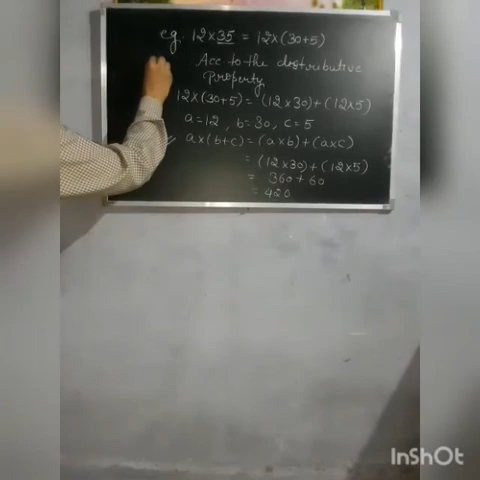 eg. 12×35 = 12×(30+5)
Acc to the distributive
Property
12×(30+5) = (12×30)+(12×5)
a=12, b=30, c=5
a×(b+c) = (a×b)+(a×c)
= (12×30)+(12×5)
= 360+60
= 420
InShOt